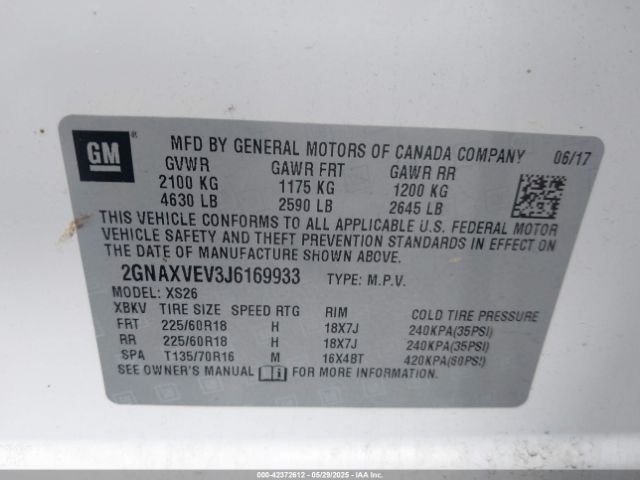 GM
MFD BY GENERAL MOTORS OF CANADA COMPANY 06/17
GVWR GAWR FRT GAWR RR
2100 KG 1175 KG 1200 KG
4630 LB 2590 LB 2645 LB
THIS VEHICLE CONFORMS TO ALL APPLICABLE U.S. FEDERAL MOTOR
VEHICLE SAFETY AND THEFT PREVENTION STANDARDS IN EFFECT ON
THE DATE OF MANUFACTURE SHOWN ABOVE.
2GNAXVEV3J6169933 TYPE: M.P.V.
MODEL: XS26
XBKV TIRE SIZE SPEED RTG RIM COLD TIRE PRESSURE
FRT 225/60R18 H 18X7J 240KPA(35PSI)
RR 225/60R18 H 18X7J 240KPA(35PSI)
SPA T135/70R16 M 16X4BT 420KPA(60PSI)
SEE OWNER'S MANUAL FOR MORE INFORMATION.
000-42372612 - 05/29/2025 - IAAI.COM